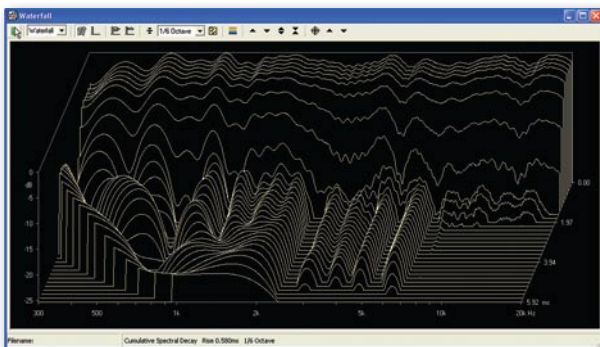 Waterfall
Waterfall 1/6 Octave
0
dB
-5
-10
-15
-20
-25
0.00
1.97
3.94
5.92 ms
300 500 1k 2k 5k 10k 20k Hz
Filename: Cumulative Spectral Decay Rise 0.580ms 1/6 Octave